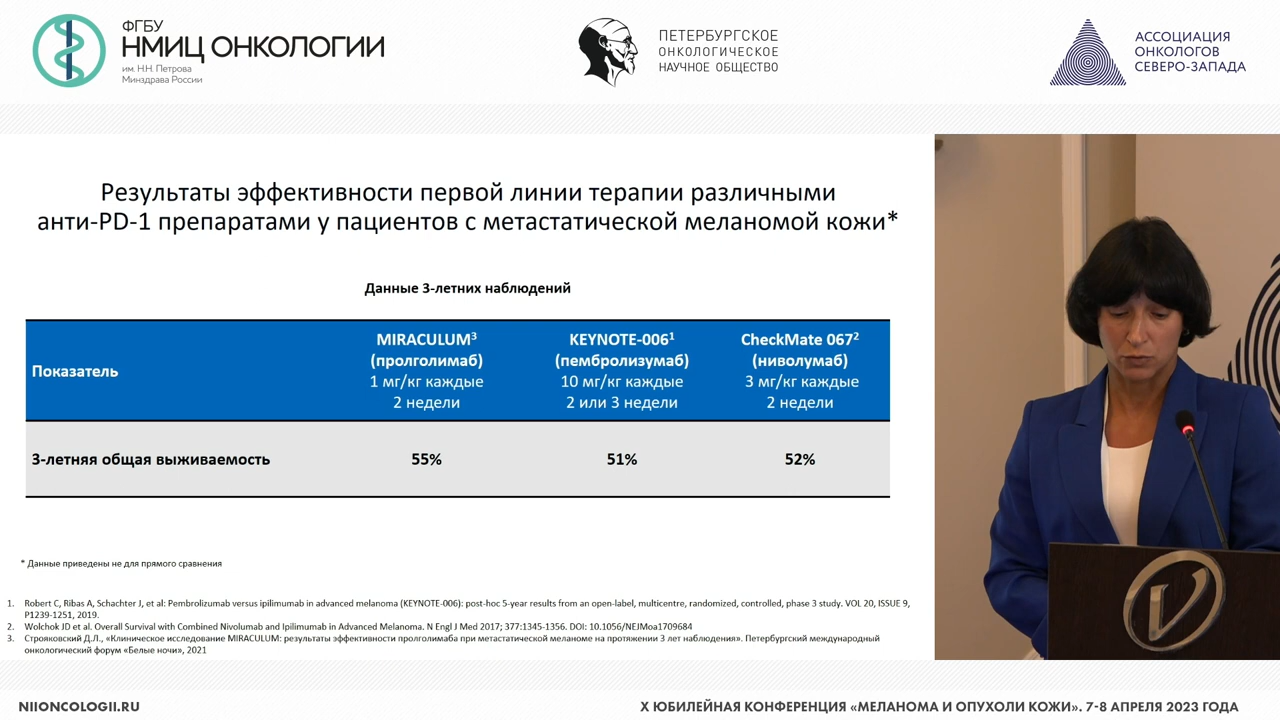 ФГБУ
НМИЦ ОНКОЛОГИИ
им. Н.Н. Петрова
Минздрава России
ПЕТЕРБУРГСКОЕ
ОНКОЛОГИЧЕСКОЕ
НАУЧНОЕ ОБЩЕСТВО
АССОЦИАЦИЯ
ОНКОЛОГОВ
СЕВЕРО-ЗАПАДА
Результаты эффективности первой линии терапии различными
анти-PD-1 препаратами у пациентов с метастатической меланомой кожи*
Данные 3-летних наблюдений
Показатель
MIRACULUM³
(пролголимаб)
1 мг/кг каждые
2 недели
KEYNOTE-006¹
(пембролизумаб)
10 мг/кг каждые
2 или 3 недели
CheckMate 067²
(ниволумаб)
3 мг/кг каждые
2 недели
3-летняя общая выживаемость 55% 51% 52%
* Данные приведены не для прямого сравнения
1. Robert C, Ribas A, Schachter J, et al: Pembrolizumab versus ipilimumab in advanced melanoma (KEYNOTE-006): post-hoc 5-year results from an open-label, multicentre, randomized, controlled, phase 3 study. VOL 20, ISSUE 9,
P1239-1251, 2019.
2. Wolchok JD et al. Overall Survival with Combined Nivolumab and Ipilimumab in Advanced Melanoma. N Engl J Med 2017; 377:1345-1356. DOI: 10.1056/NEJMoa1709684
3. Строяковский Д.Л., «Клиническое исследование MIRACULUM: результаты эффективности пролголимаба при метастатической меланоме на протяжении 3 лет наблюдения». Петербургский международный
онкологический форум «Белые ночи», 2021
NIIONCOLOGII.RU
X ЮБИЛЕЙНАЯ КОНФЕРЕНЦИЯ «МЕЛАНОМА И ОПУХОЛИ КОЖИ». 7-8 АПРЕЛЯ 2023 ГОДА